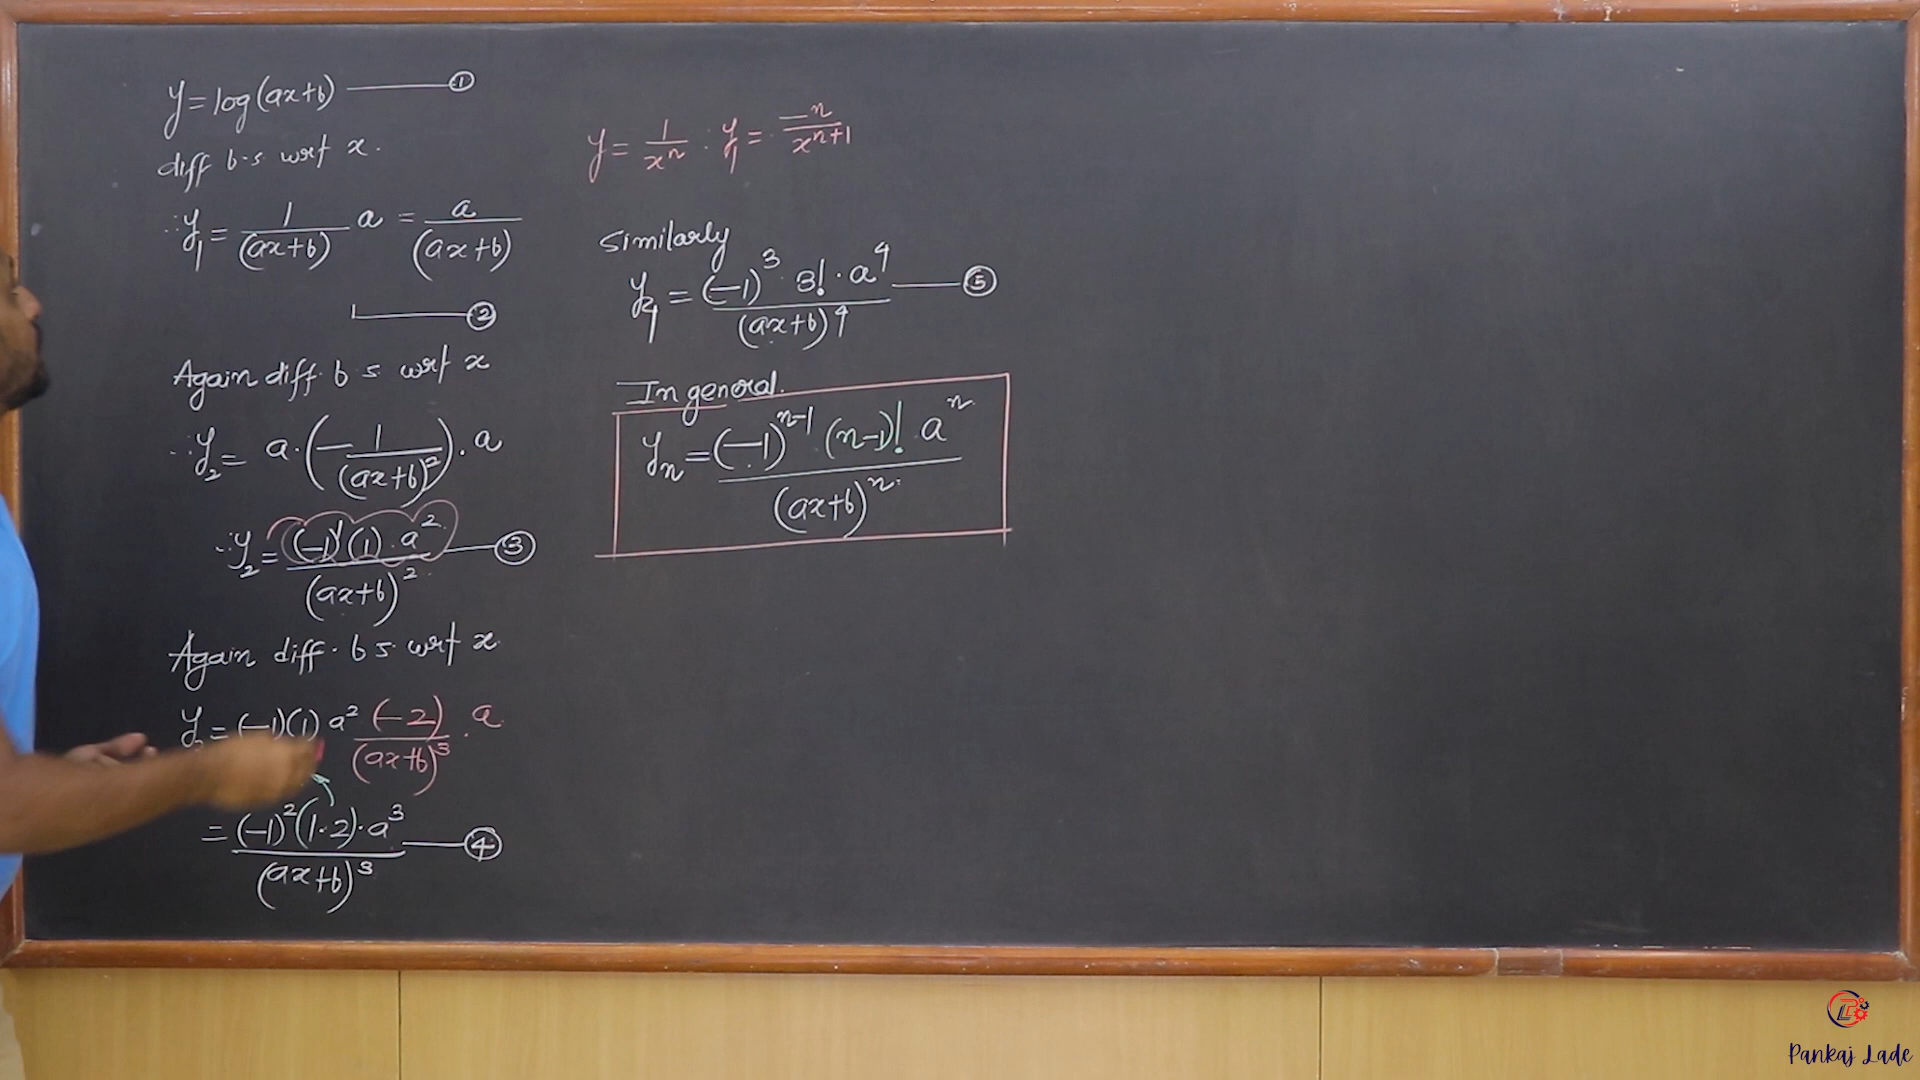 y = log(ax+b) —— ①
diff b.s wrt x.
∴ y₁ = 1/(ax+b) a = a/(ax+b)
—— ②
Again diff. b s. wrt x
∴ y₂ = a·(−1/(ax+b)²)·a
∴ y₂ = (−1)¹(1)·a²/(ax+b)² —— ③
Again diff. b s. wrt x.
y = (−1)(1) a² (−2)/(ax+b)³ · a.
= (−1)²(1·2)·a³/(ax+b)³ —— ④
y = 1/xⁿ ∴ y₁ = −n/xⁿ⁺¹
Similarly
y₄ = (−1)³·3!·a⁴/(ax+b)⁴ —— ⑤
In general.
yₙ = (−1)ⁿ⁻¹ (n−1)! aⁿ/(ax+b)ⁿ
Pankaj Lade